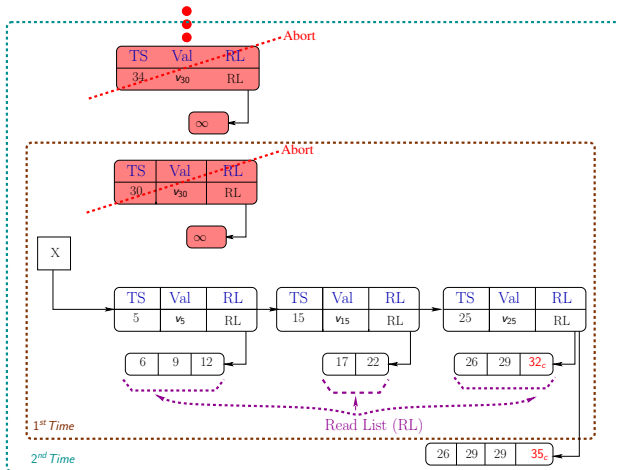 Abort
TS Val RL
34 v30 RL
∞
Abort
TS Val RL
30 v30 RL
∞
X
TS Val RL TS Val RL TS Val RL
5 v5 RL 15 v15 RL 25 v25 RL
6 9 12 17 22 26 29 32c
1st Time Read List (RL)
2nd Time 26 29 29 35c